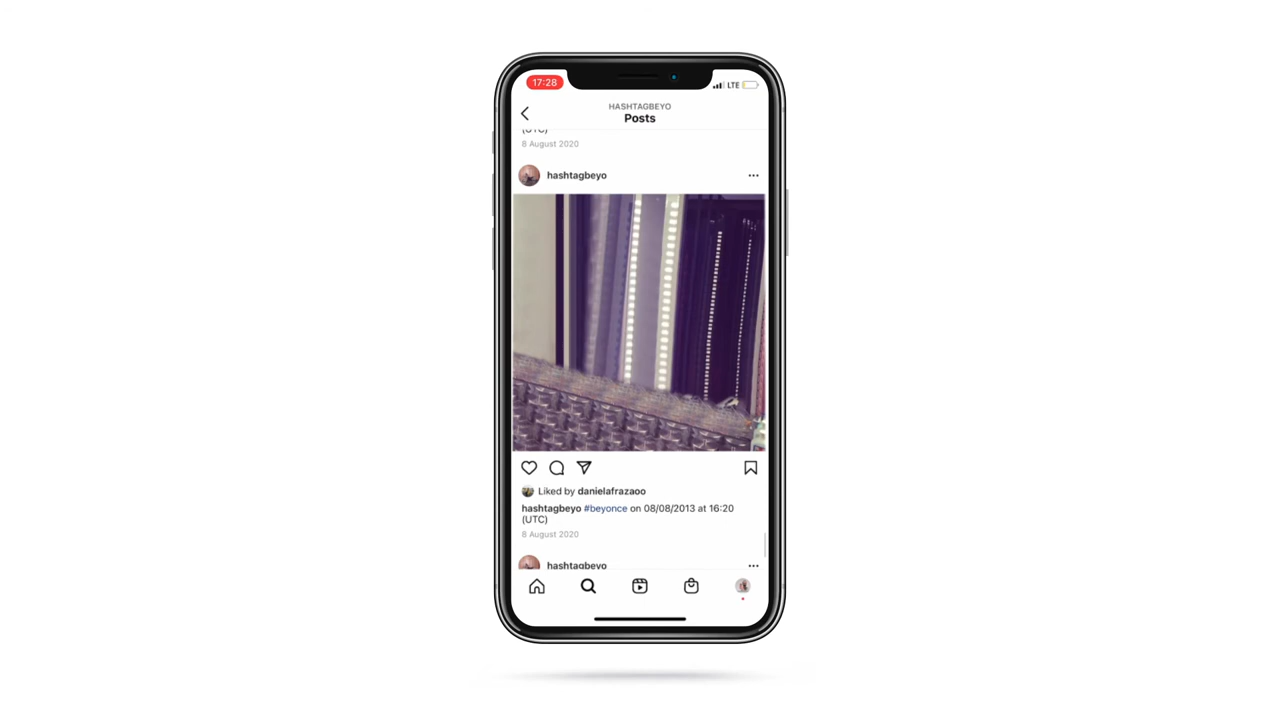 17:28
LTE
HASHTAGBEYO
Posts
(UTC)
8 August 2020
hashtagbeyo
Liked by danielafrazaoo
hashtagbeyo #beyonce on 08/08/2013 at 16:20
(UTC)
8 August 2020
hashtagbeyo